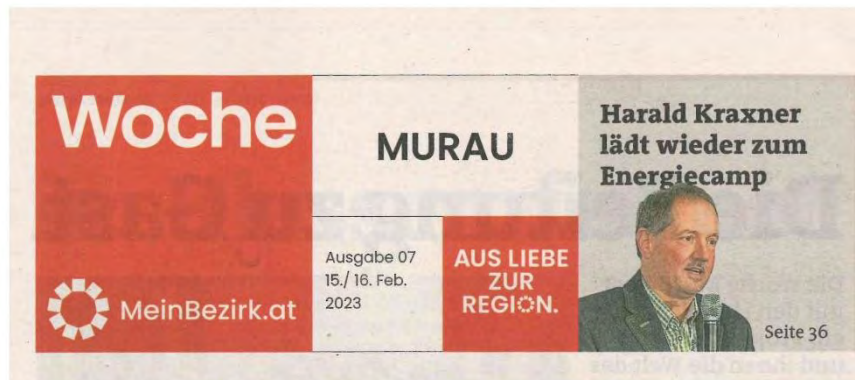 Woche
MeinBezirk.at
MURAU
Ausgabe 07
15./ 16. Feb.
2023
AUS LIEBE
ZUR
REGION.
Harald Kraxner
lädt wieder zum
Energiecamp
Seite 36